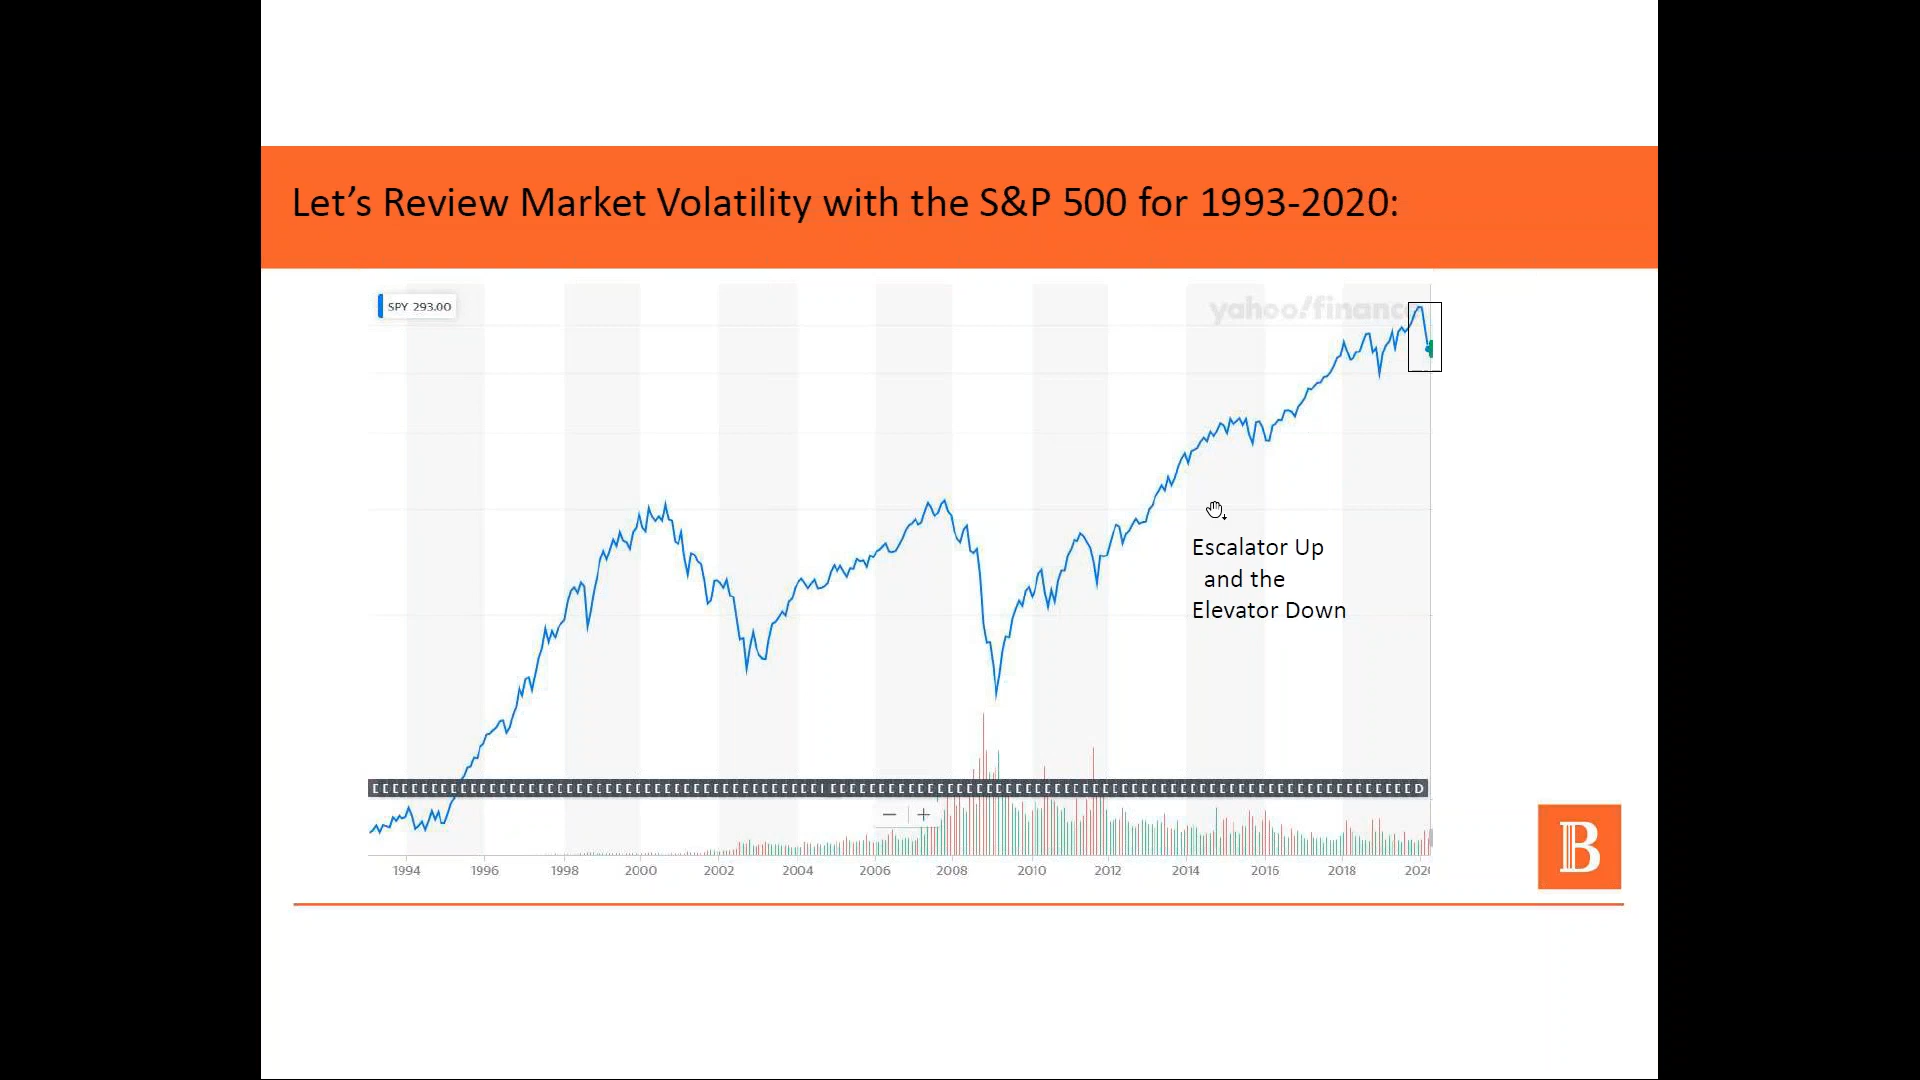 Let's Review Market Volatility with the S&P 500 for 1993-2020:
SPY 293.00
yahoo!financ
Escalator Up
and the
Elevator Down
D
1994 1996 1998 2000 2002 2004 2006 2008 2010 2012 2014 2016 2018 202
B